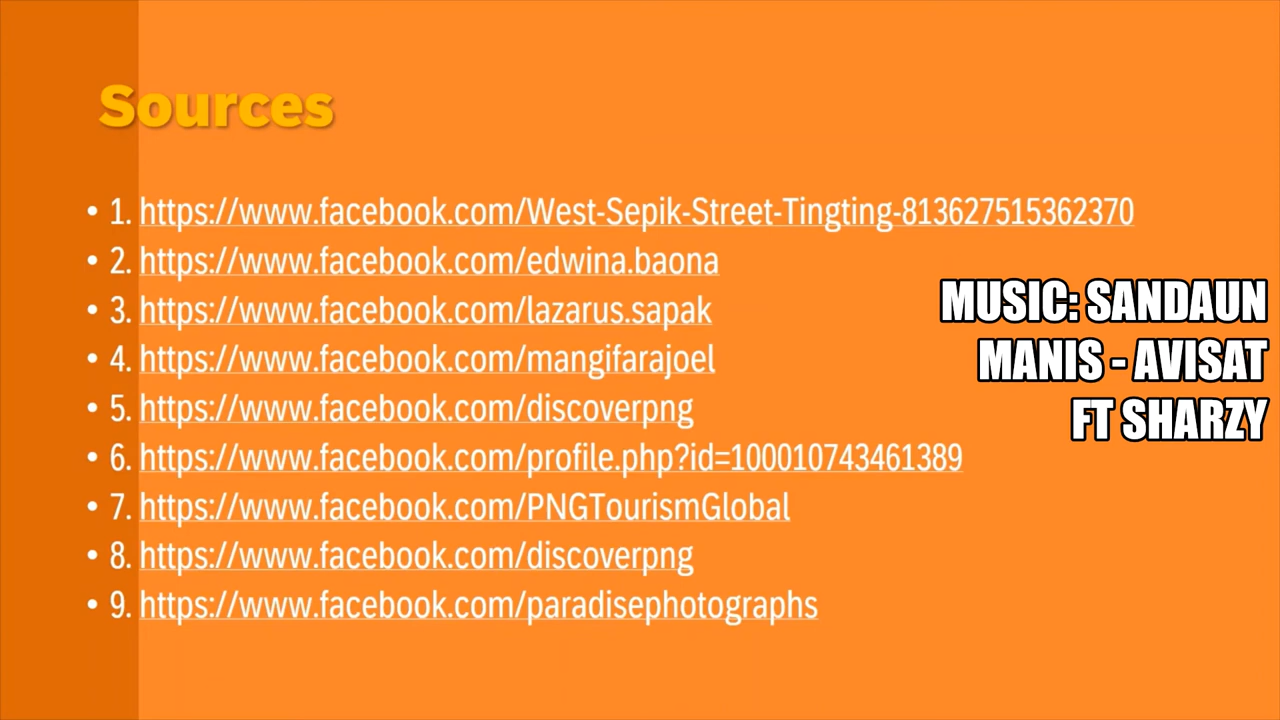 Sources
• 1. https://www.facebook.com/West-Sepik-Street-Tingting-813627515362370
• 2. https://www.facebook.com/edwina.baona
• 3. https://www.facebook.com/lazarus.sapak
• 4. https://www.facebook.com/mangifarajoel
• 5. https://www.facebook.com/discoverpng
• 6. https://www.facebook.com/profile.php?id=100010743461389
• 7. https://www.facebook.com/PNGTourismGlobal
• 8. https://www.facebook.com/discoverpng
• 9. https://www.facebook.com/paradisephotographs
MUSIC: SANDAUN
MANIS - AVISAT
FT SHARZY